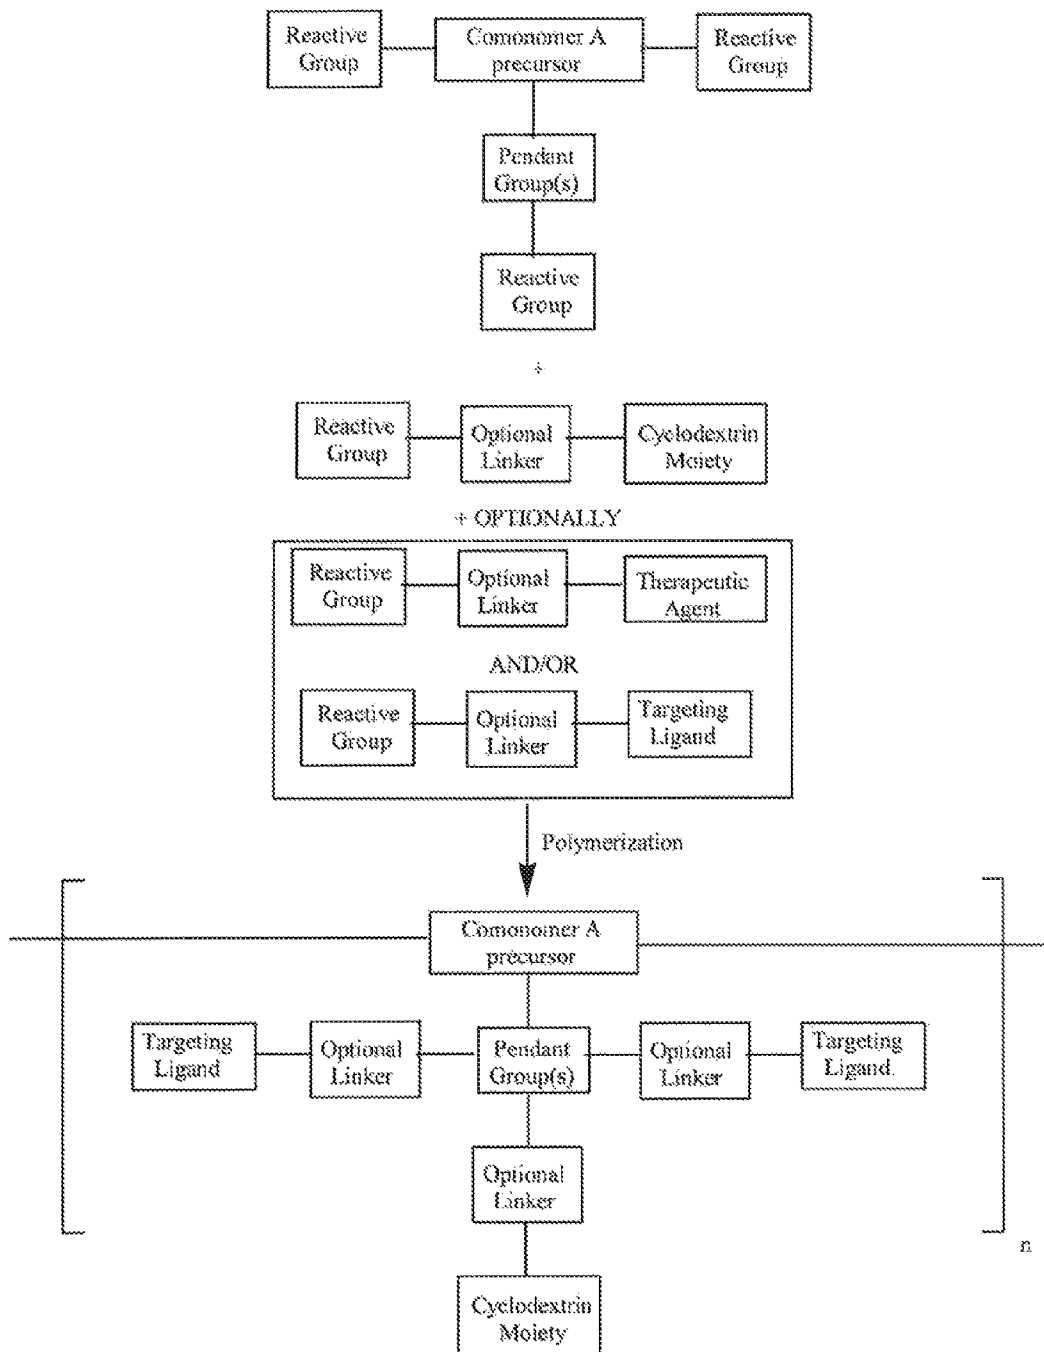 Reactive Group
Comonomer A precursor
Reactive Group
Pendant Group(s)
Reactive Group
+
Reactive Group
Optional Linker
Cyclodextrin Moiety
+ OPTIONALLY
Reactive Group
Optional Linker
Therapeutic Agent
AND/OR
Reactive Group
Optional Linker
Targeting Ligand
Polymerization
Comonomer A precursor
Targeting Ligand
Optional Linker
Pendant Group(s)
Optional Linker
Targeting Ligand
Optional Linker
n
Cyclodextrin Moiety